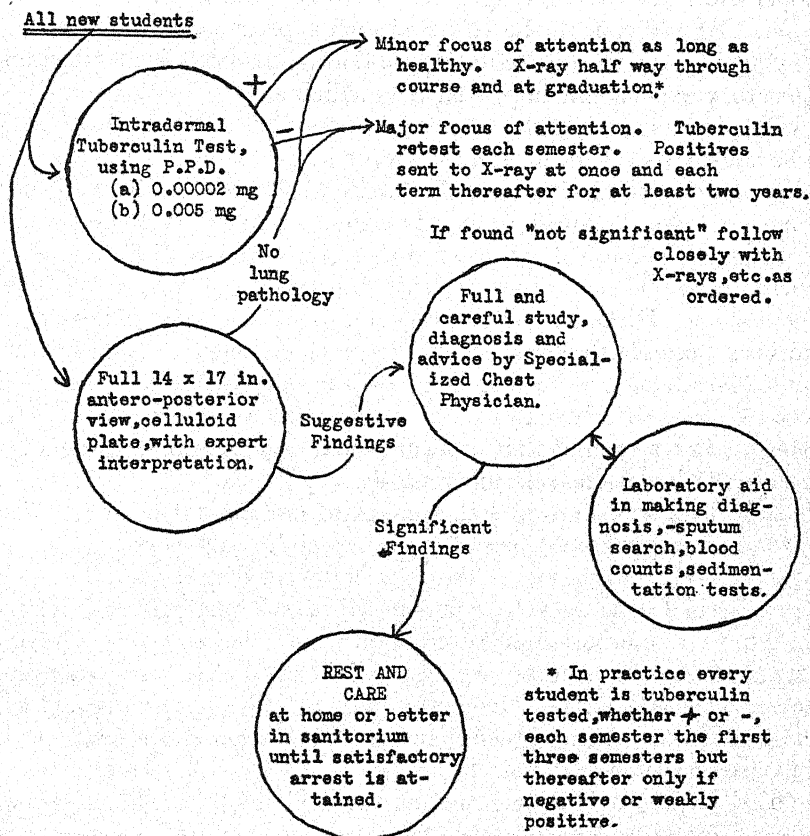 All new students
Intradermal
Tuberculin Test,
using P.P.D.
(a) 0.00002 mg
(b) 0.005 mg
+
Minor focus of attention as long as
healthy. X-ray half way through
course and at graduation*
-
Major focus of attention. Tuberculin
retest each semester. Positives
sent to X-ray at once and each
term thereafter for at least two years.
No
lung
pathology
If found "not significant" follow
closely with
X-rays,etc.as
ordered.
Full 14 x 17 in.
antero-posterior
view,celluloid
plate,with expert
interpretation.
Suggestive
Findings
Full and
careful study,
diagnosis and
advice by Special-
ized Chest
Physician.
Laboratory aid
in making diag-
nosis,-sputum
search,blood
counts,sedimen-
tation tests.
Significant
Findings
REST AND
CARE
at home or better
in sanitorium
until satisfactory
arrest is at-
tained.
* In practice every
student is tuberculin
tested,whether + or -,
each semester the first
three semesters but
thereafter only if
negative or weakly
positive.